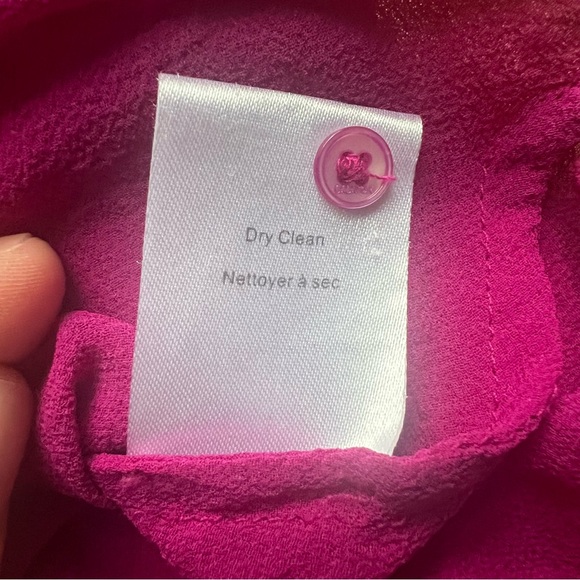 Dry Clean
Nettoyer à sec